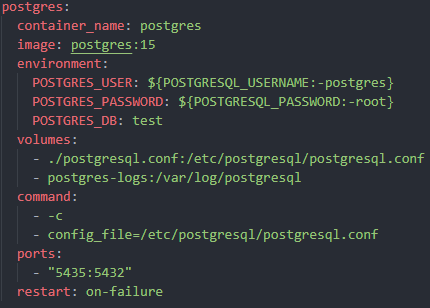 postgres:
  container_name: postgres
  image: postgres:15
  environment:
    POSTGRES_USER: ${POSTGRESQL_USERNAME:-postgres}
    POSTGRES_PASSWORD: ${POSTGRESQL_PASSWORD:-root}
    POSTGRES_DB: test
  volumes:
    - ./postgresql.conf:/etc/postgresql/postgresql.conf
    - postgres-logs:/var/log/postgresql
  command:
    - -c
    - config_file=/etc/postgresql/postgresql.conf
  ports:
    - "5435:5432"
  restart: on-failure